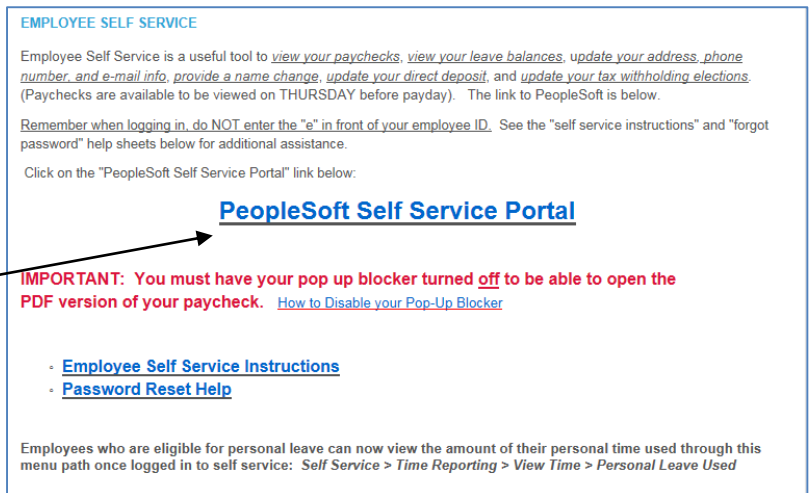 EMPLOYEE SELF SERVICE
Employee Self Service is a useful tool to view your paychecks, view your leave balances, update your address, phone
number, and e-mail info, provide a name change, update your direct deposit, and update your tax withholding elections.
(Paychecks are available to be viewed on THURSDAY before payday). The link to PeopleSoft is below.
Remember when logging in, do NOT enter the "e" in front of your employee ID. See the "self service instructions" and "forgot
password" help sheets below for additional assistance.
Click on the "PeopleSoft Self Service Portal" link below:
PeopleSoft Self Service Portal
IMPORTANT: You must have your pop up blocker turned off to be able to open the
PDF version of your paycheck. How to Disable your Pop-Up Blocker
◦ Employee Self Service Instructions
◦ Password Reset Help
Employees who are eligible for personal leave can now view the amount of their personal time used through this
menu path once logged in to self service: Self Service > Time Reporting > View Time > Personal Leave Used